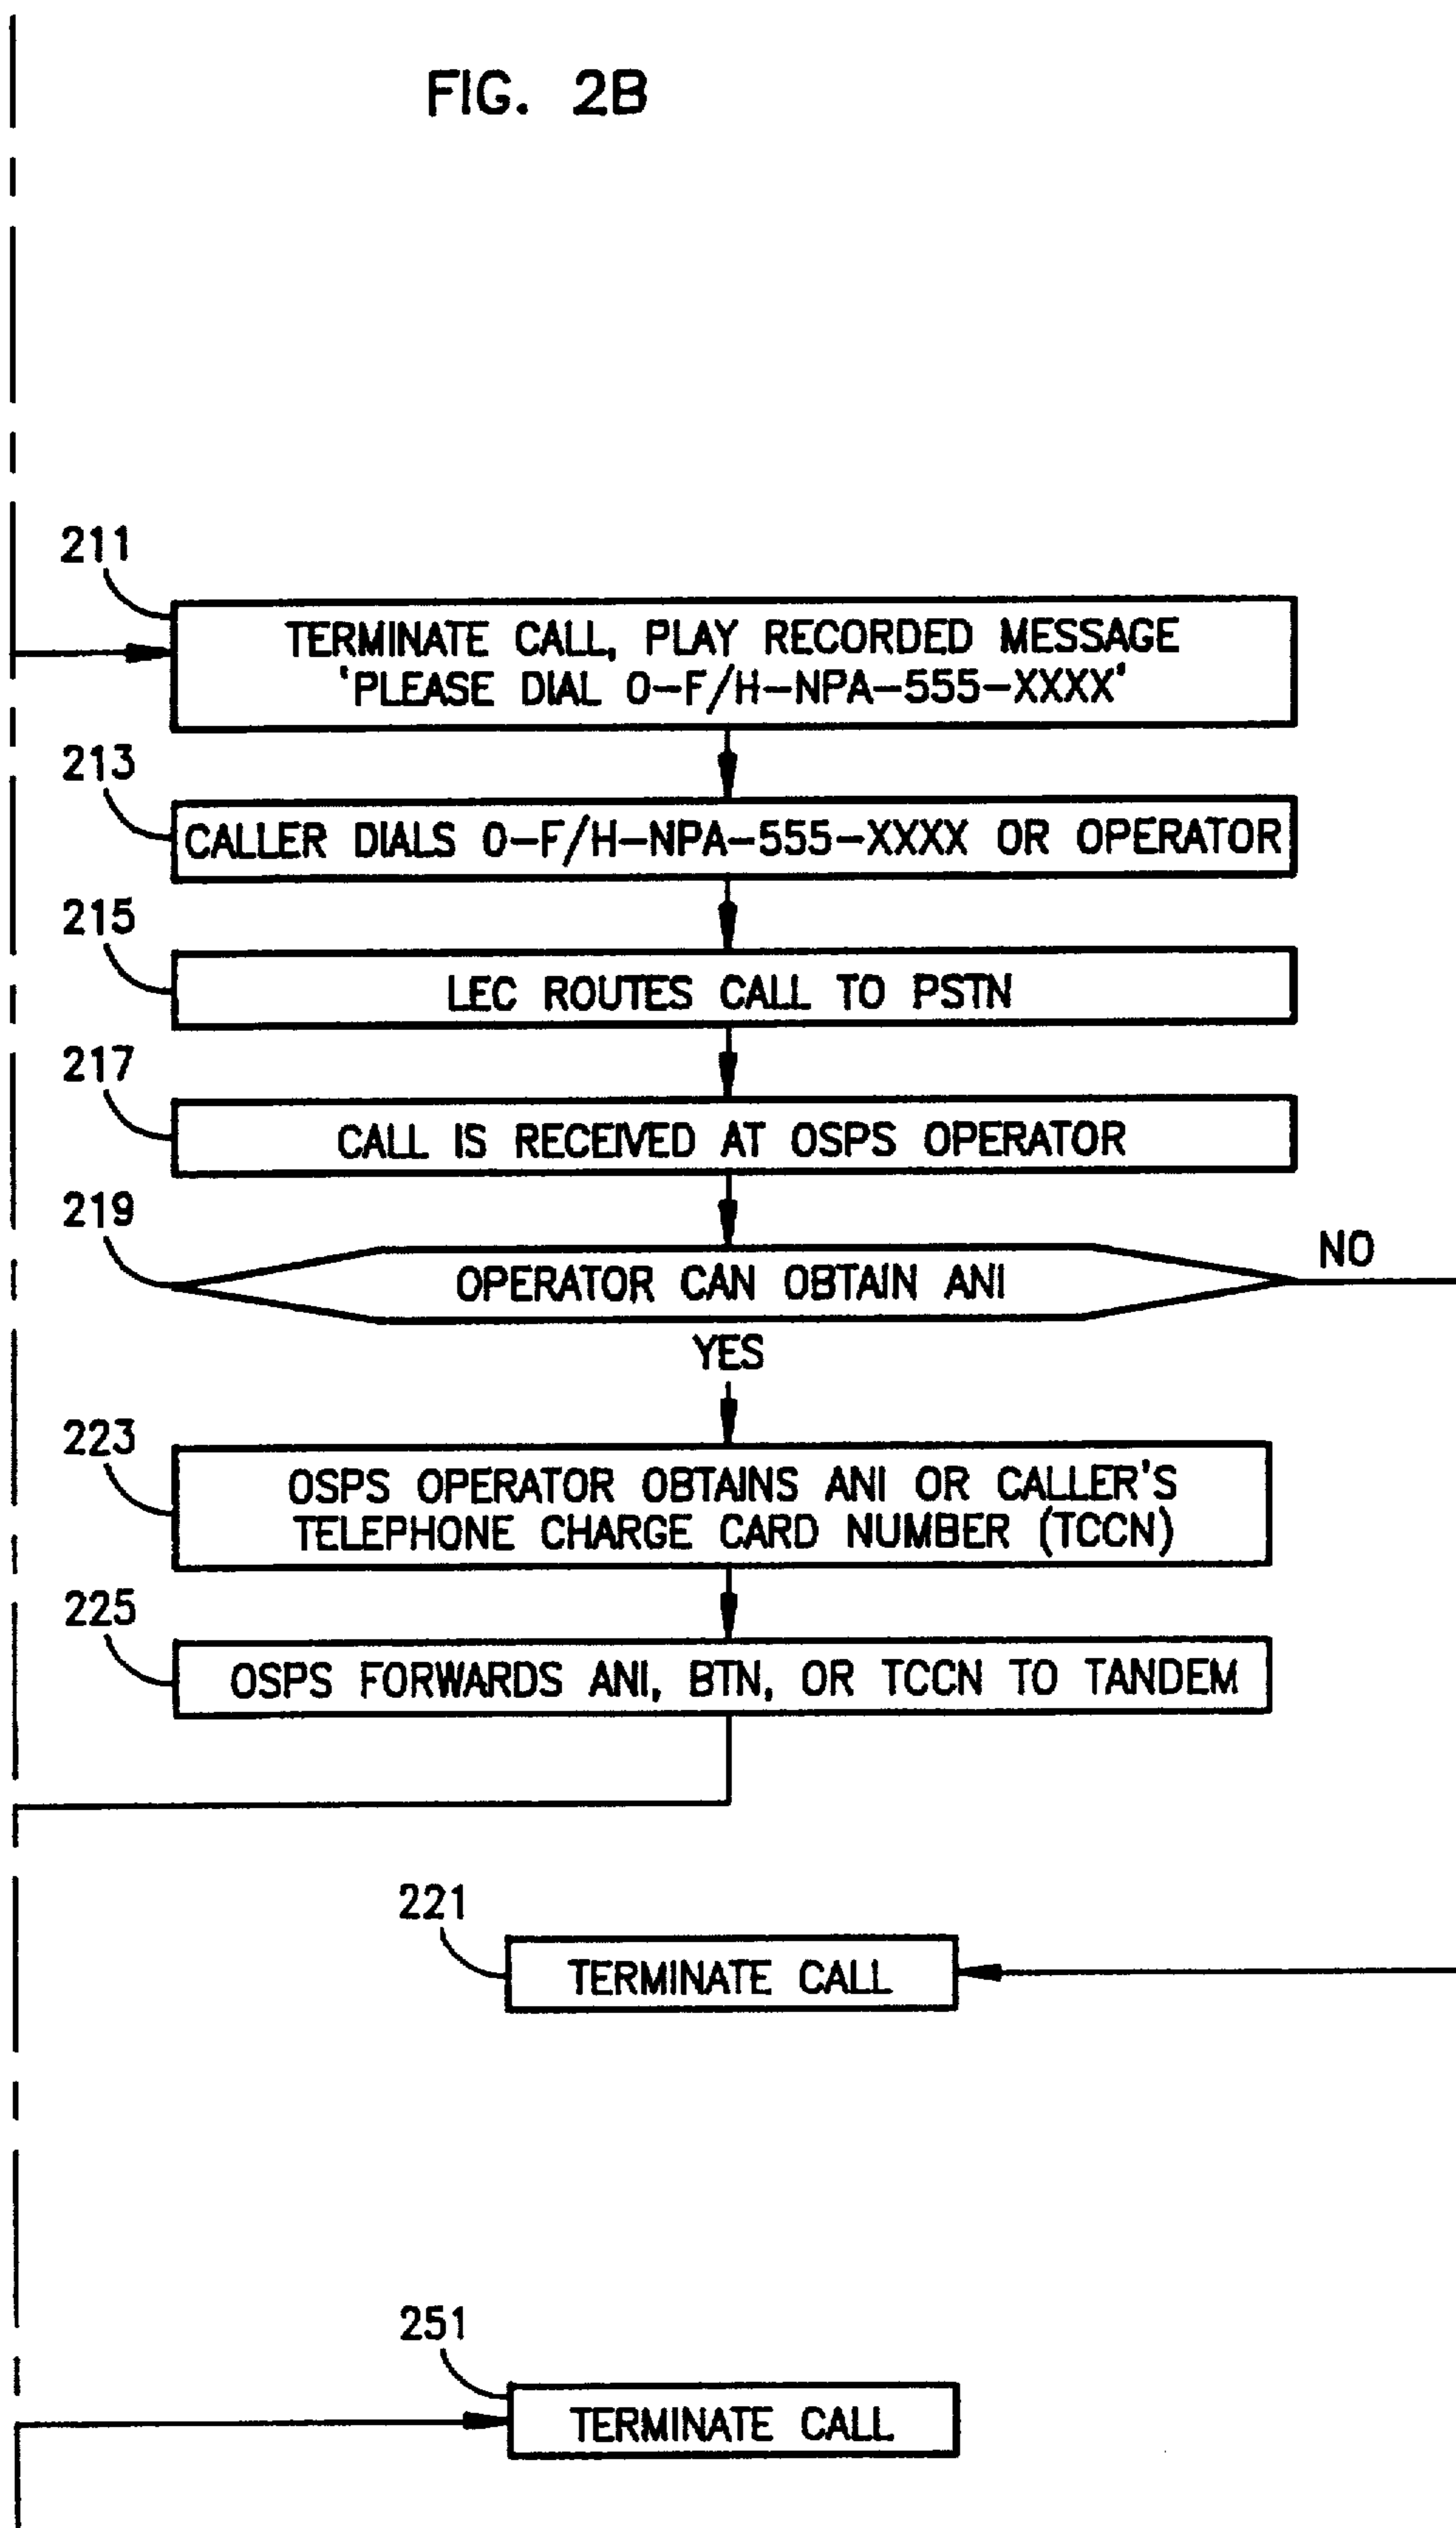 FIG. 2B
211
TERMINATE CALL, PLAY RECORDED MESSAGE
'PLEASE DIAL 0-F/H-NPA-555-XXXX'
213
CALLER DIALS 0-F/H-NPA-555-XXXX OR OPERATOR
215
LEC ROUTES CALL TO PSTN
217
CALL IS RECEIVED AT OSPS OPERATOR
219
OPERATOR CAN OBTAIN ANI
NO
YES
223
OSPS OPERATOR OBTAINS ANI OR CALLER'S
TELEPHONE CHARGE CARD NUMBER (TCCN)
225
OSPS FORWARDS ANI, BTN, OR TCCN TO TANDEM
221
TERMINATE CALL
251
TERMINATE CALL